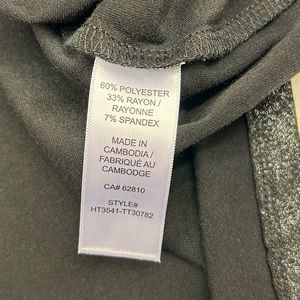 60% POLYESTER
33% RAYON /
RAYONNE
7% SPANDEX
MADE IN
CAMBODIA /
FABRIQUÉ AU
CAMBODGE
CA# 62810
STYLE#
HT3541-TT30782